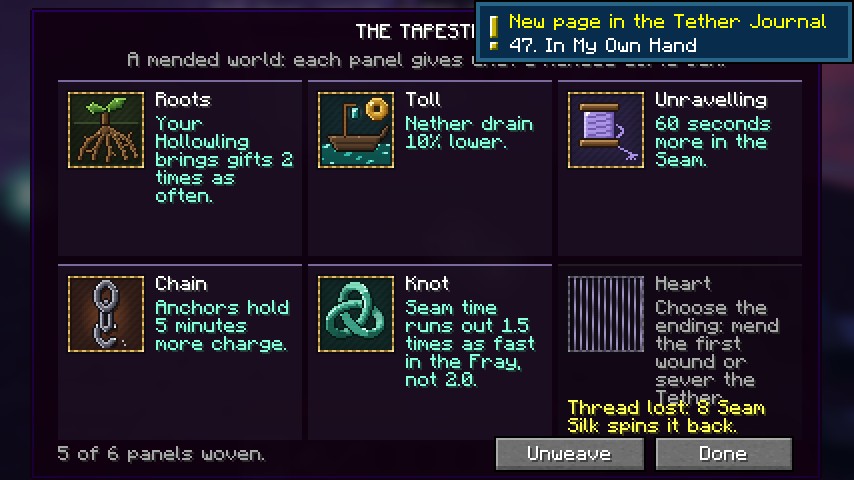 New page in the Tether Journal
47. In My Own Hand
THE TAPEST
A mended world: each panel gives
Roots
Your
Hollowling
brings gifts 2
times as
often.
Toll
Nether drain
10% lower.
Unravelling
60 seconds
more in the
Seam.
Chain
Anchors hold
5 minutes
more charge.
Knot
Seam time
runs out 1.5
times as fast
in the Fray,
not 2.0.
Heart
Choose the
ending: mend
the first
wound or
sever the
Tether
Thread lost: 8 Seam
Silk spins it back.
5 of 6 panels woven.
Unweave
Done